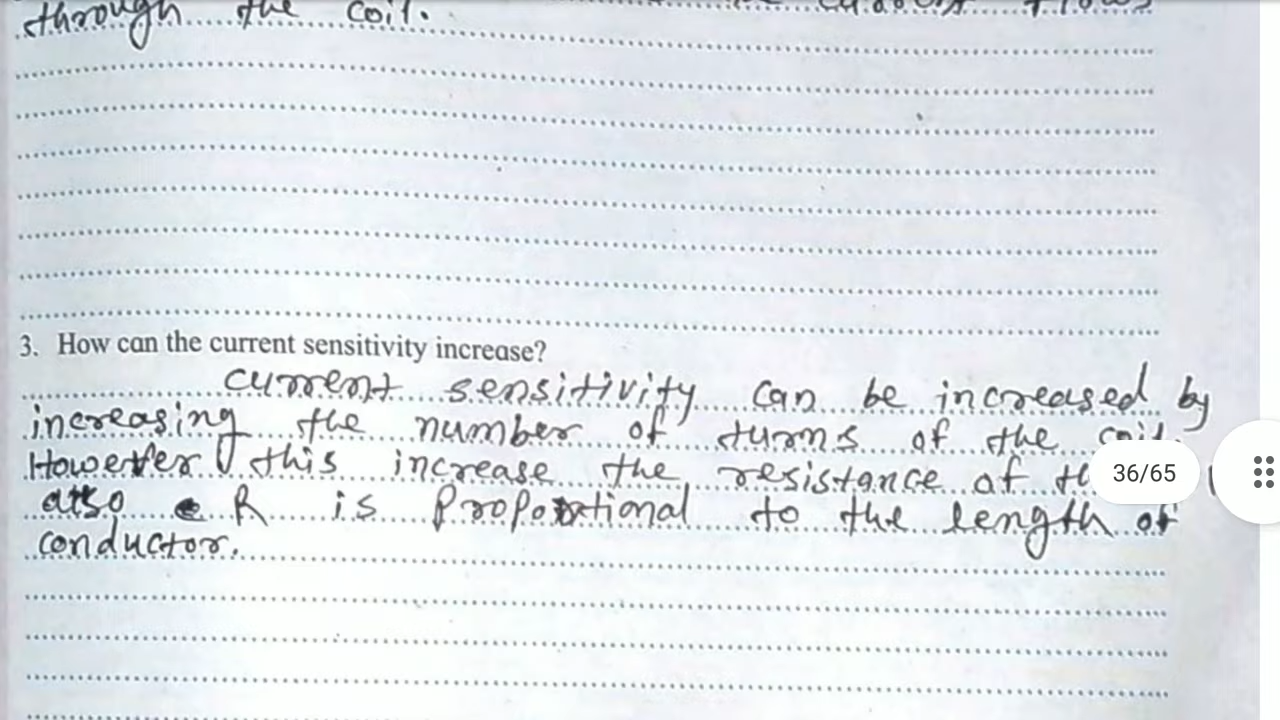 through the coil.
3. How can the current sensitivity increase?
current sensitivity can be increased by
increasing the number of turns of the coil.
However this increase the resistance of
also R is Proportional to the length of
conductor.
36/65